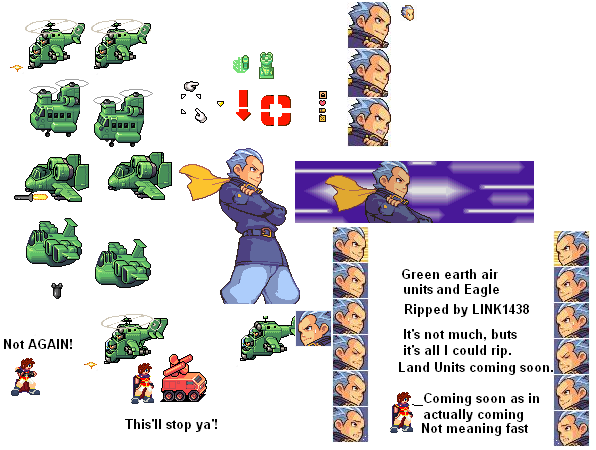 Green earth air
units and Eagle
Ripped by LINK1438
It's not much, buts
it's all I could rip.
Land Units coming soon.
Not AGAIN!
_Coming soon as in
actually coming
Not meaning fast
This'll stop ya'!